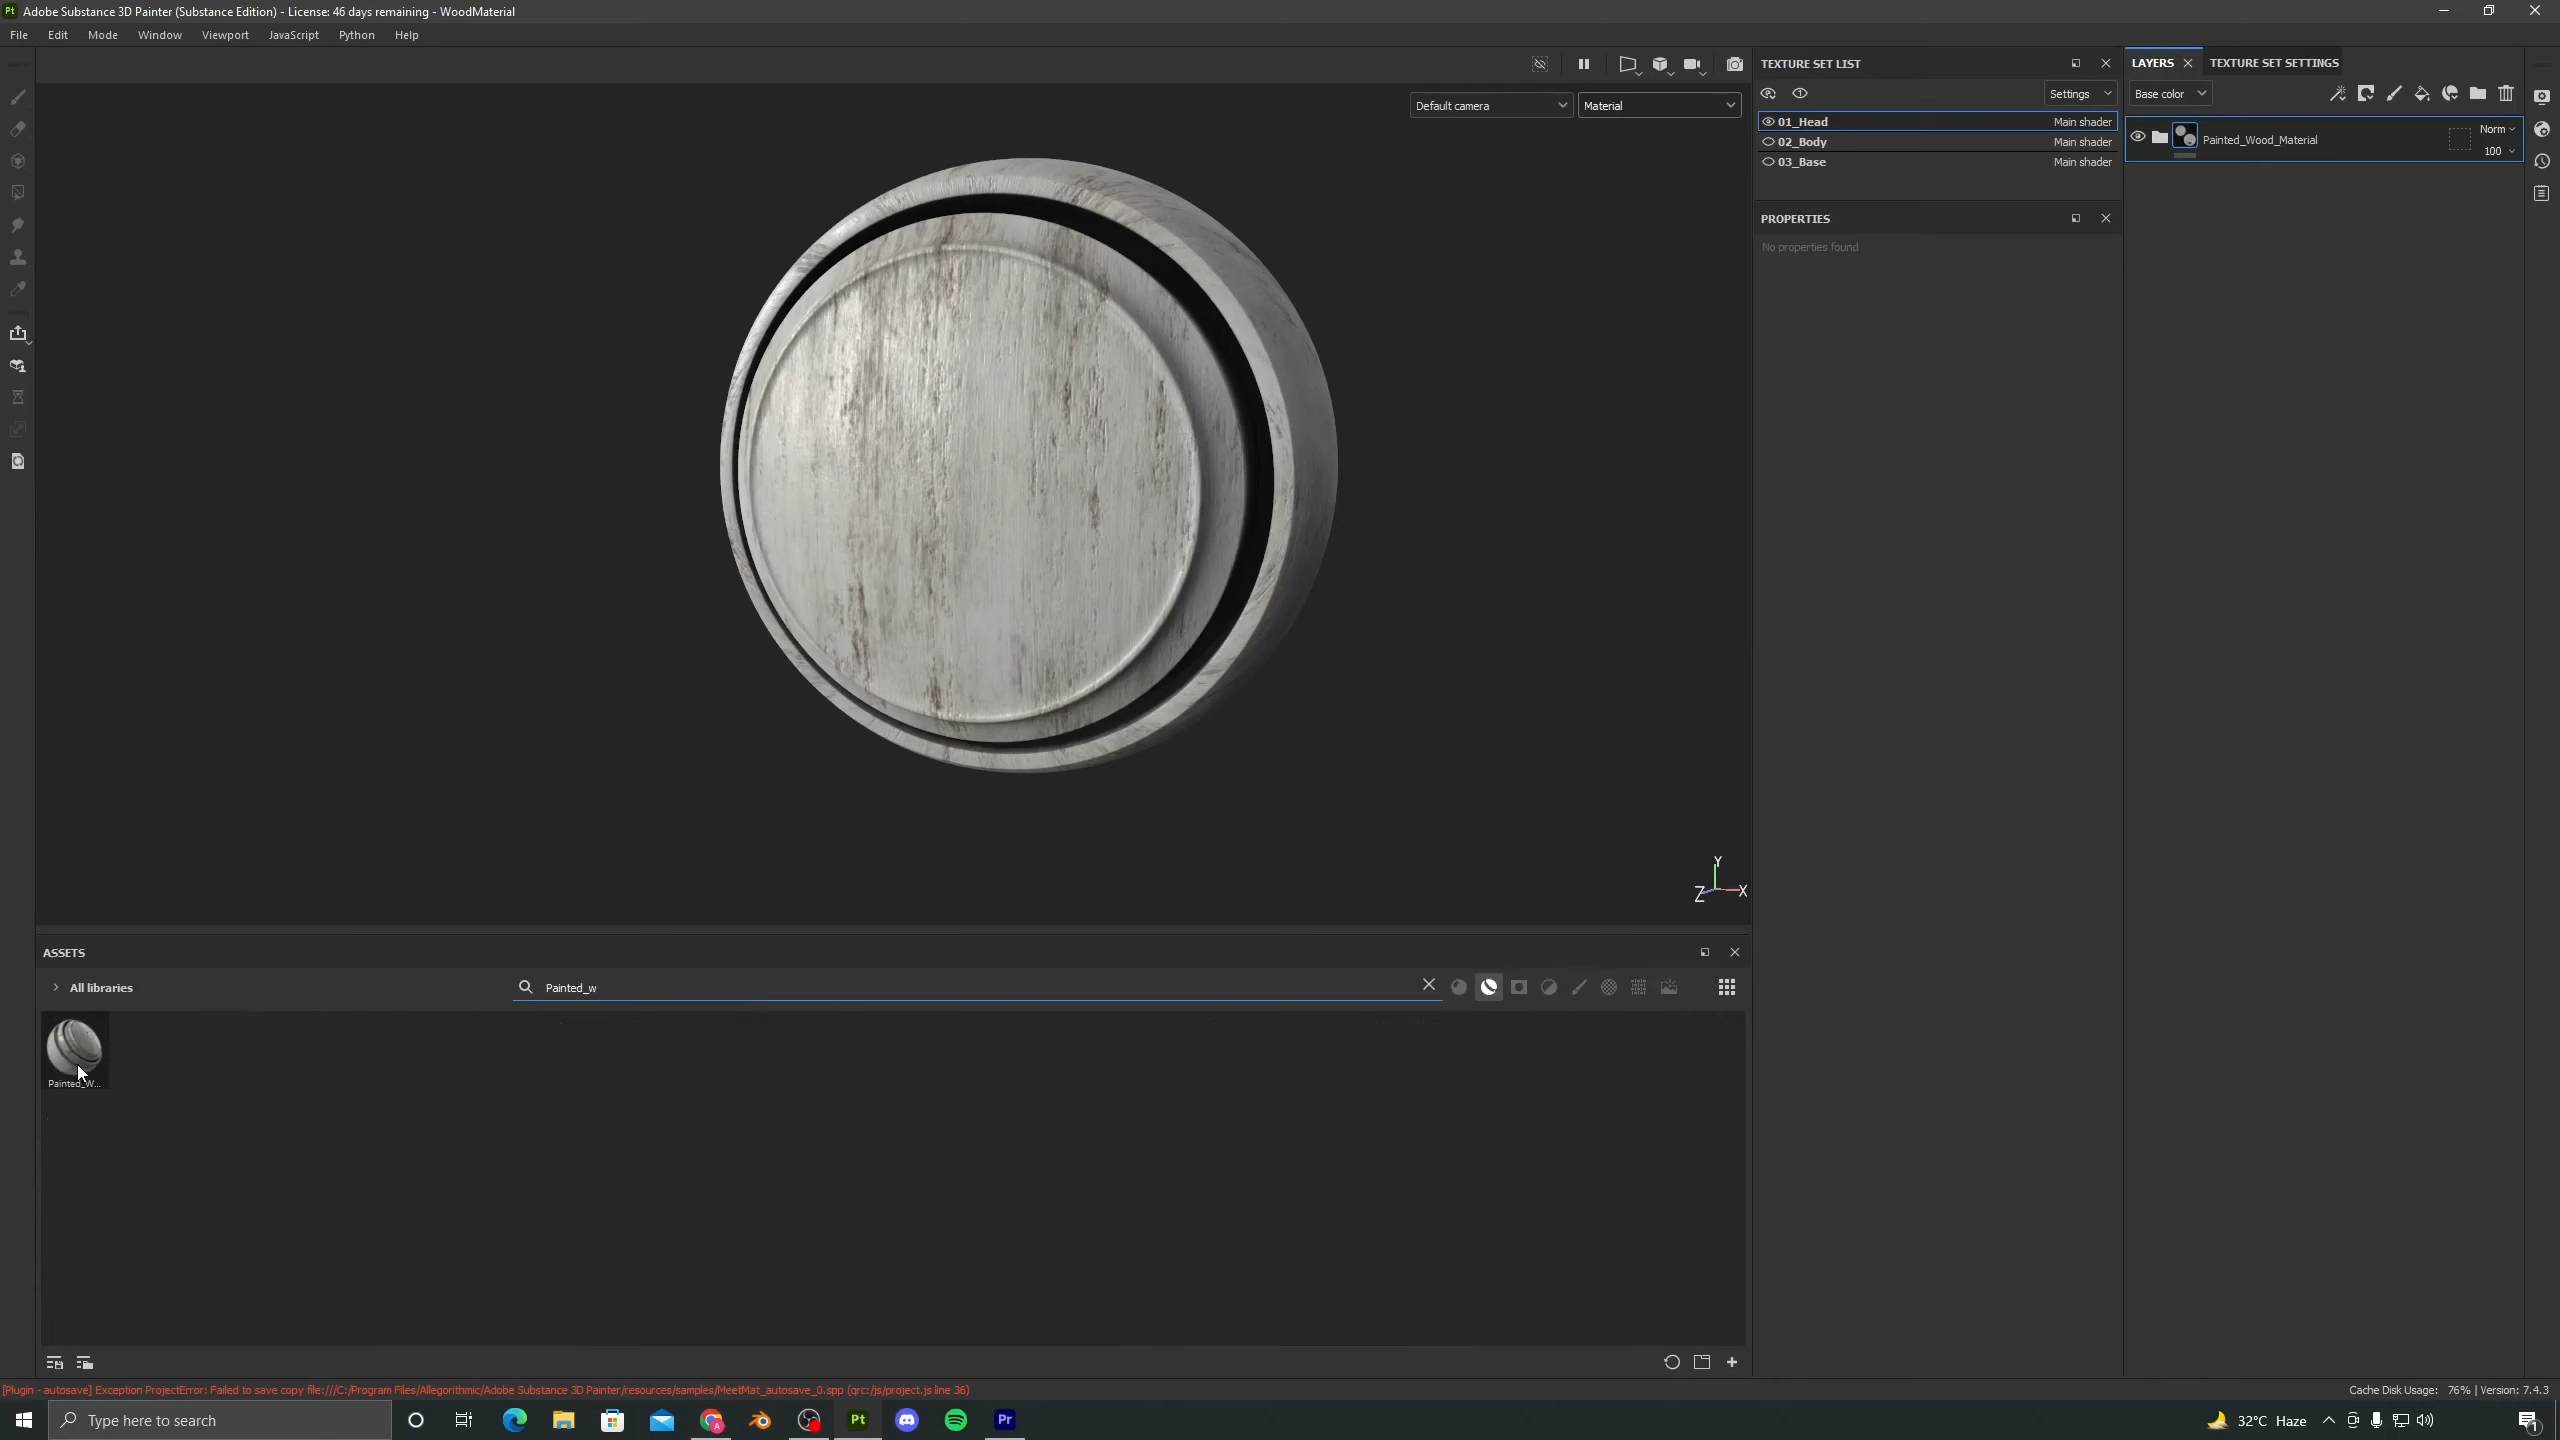 Pt Adobe Substance 3D Painter (Substance Edition) - License: 46 days remaining - WoodMaterial
File Edit Mode Window Viewport JavaScript Python Help
Default camera Material
TEXTURE SET LIST
Settings
01_Head Main shader
02_Body Main shader
03_Base Main shader
PROPERTIES
No properties found
LAYERS TEXTURE SET SETTINGS
Base color
Painted_Wood_Material
Norm
100
Y
Z X
ASSETS
All libraries
Painted_w
Painted_W...
[Plugin - autosave] Exception ProjectError: Failed to save copy file:///C:/Program Files/Allegorithmic/Adobe Substance 3D Painter/resources/samples/MeetMat_autosave_0.spp (qrc:/js/project.js line 36)
Cache Disk Usage: 76% | Version: 7.4.3
Type here to search
A
Pt
Pr
32°C Haze
1